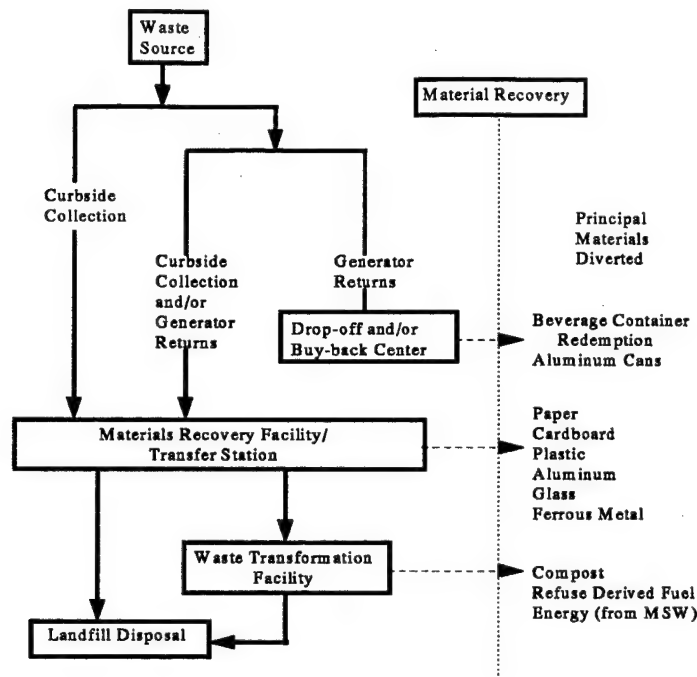 Waste
Source
Material Recovery
Curbside
Collection
Principal
Materials
Diverted
Curbside
Collection
and/or
Generator
Returns
Generator
Returns
Drop-off and/or
Buy-back Center
Beverage Container
Redemption
Aluminum Cans
Materials Recovery Facility/
Transfer Station
Paper
Cardboard
Plastic
Aluminum
Glass
Ferrous Metal
Waste Transformation
Facility
Compost
Refuse Derived Fuel
Energy (from MSW)
Landfill Disposal